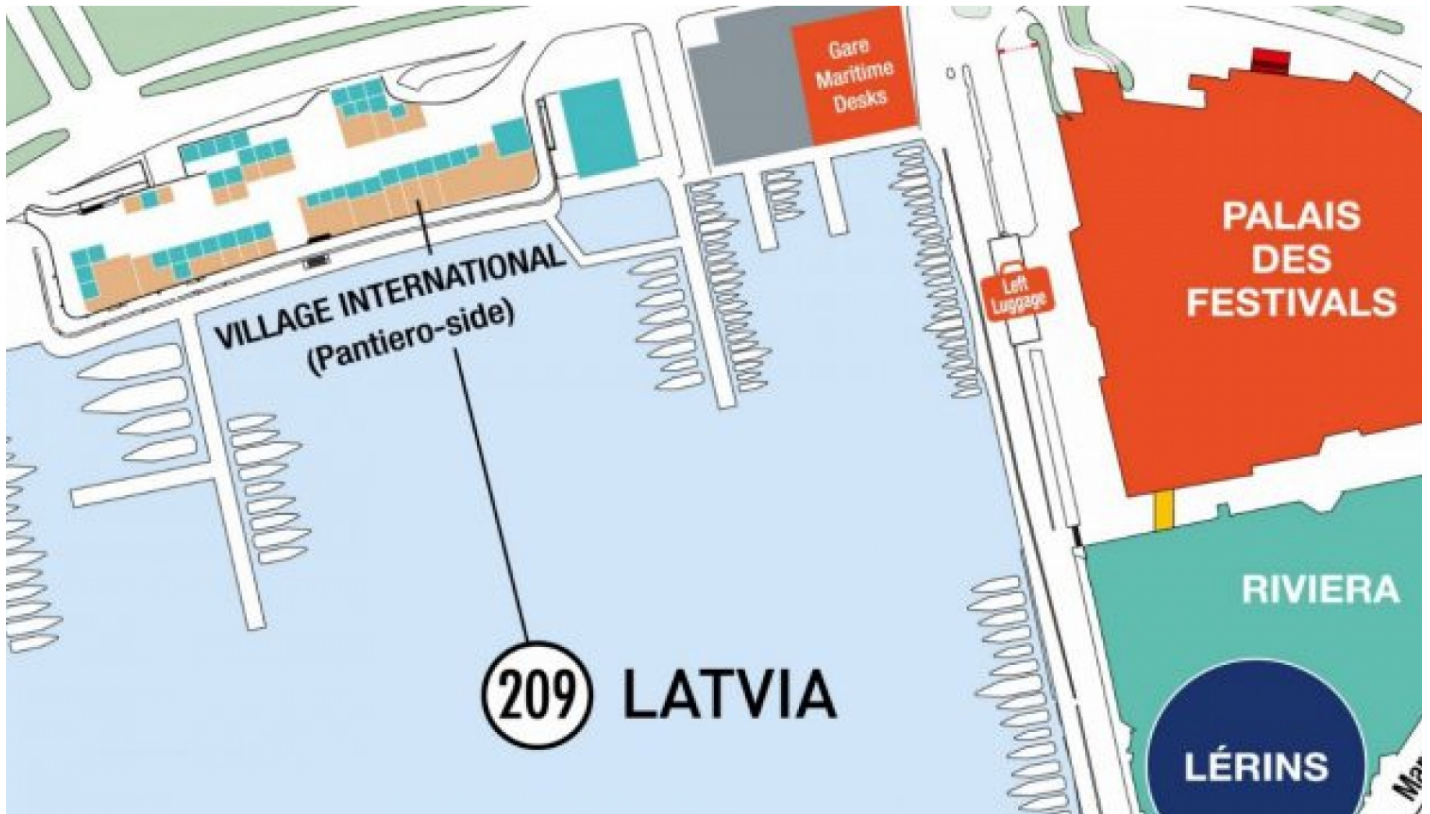 Gare
Maritime
Desks
PALAIS
DES
FESTIVALS
Left
Luggage
VILLAGE INTERNATIONAL
(Pantiero-side)
RIVIERA
209 LATVIA
LÉRINS